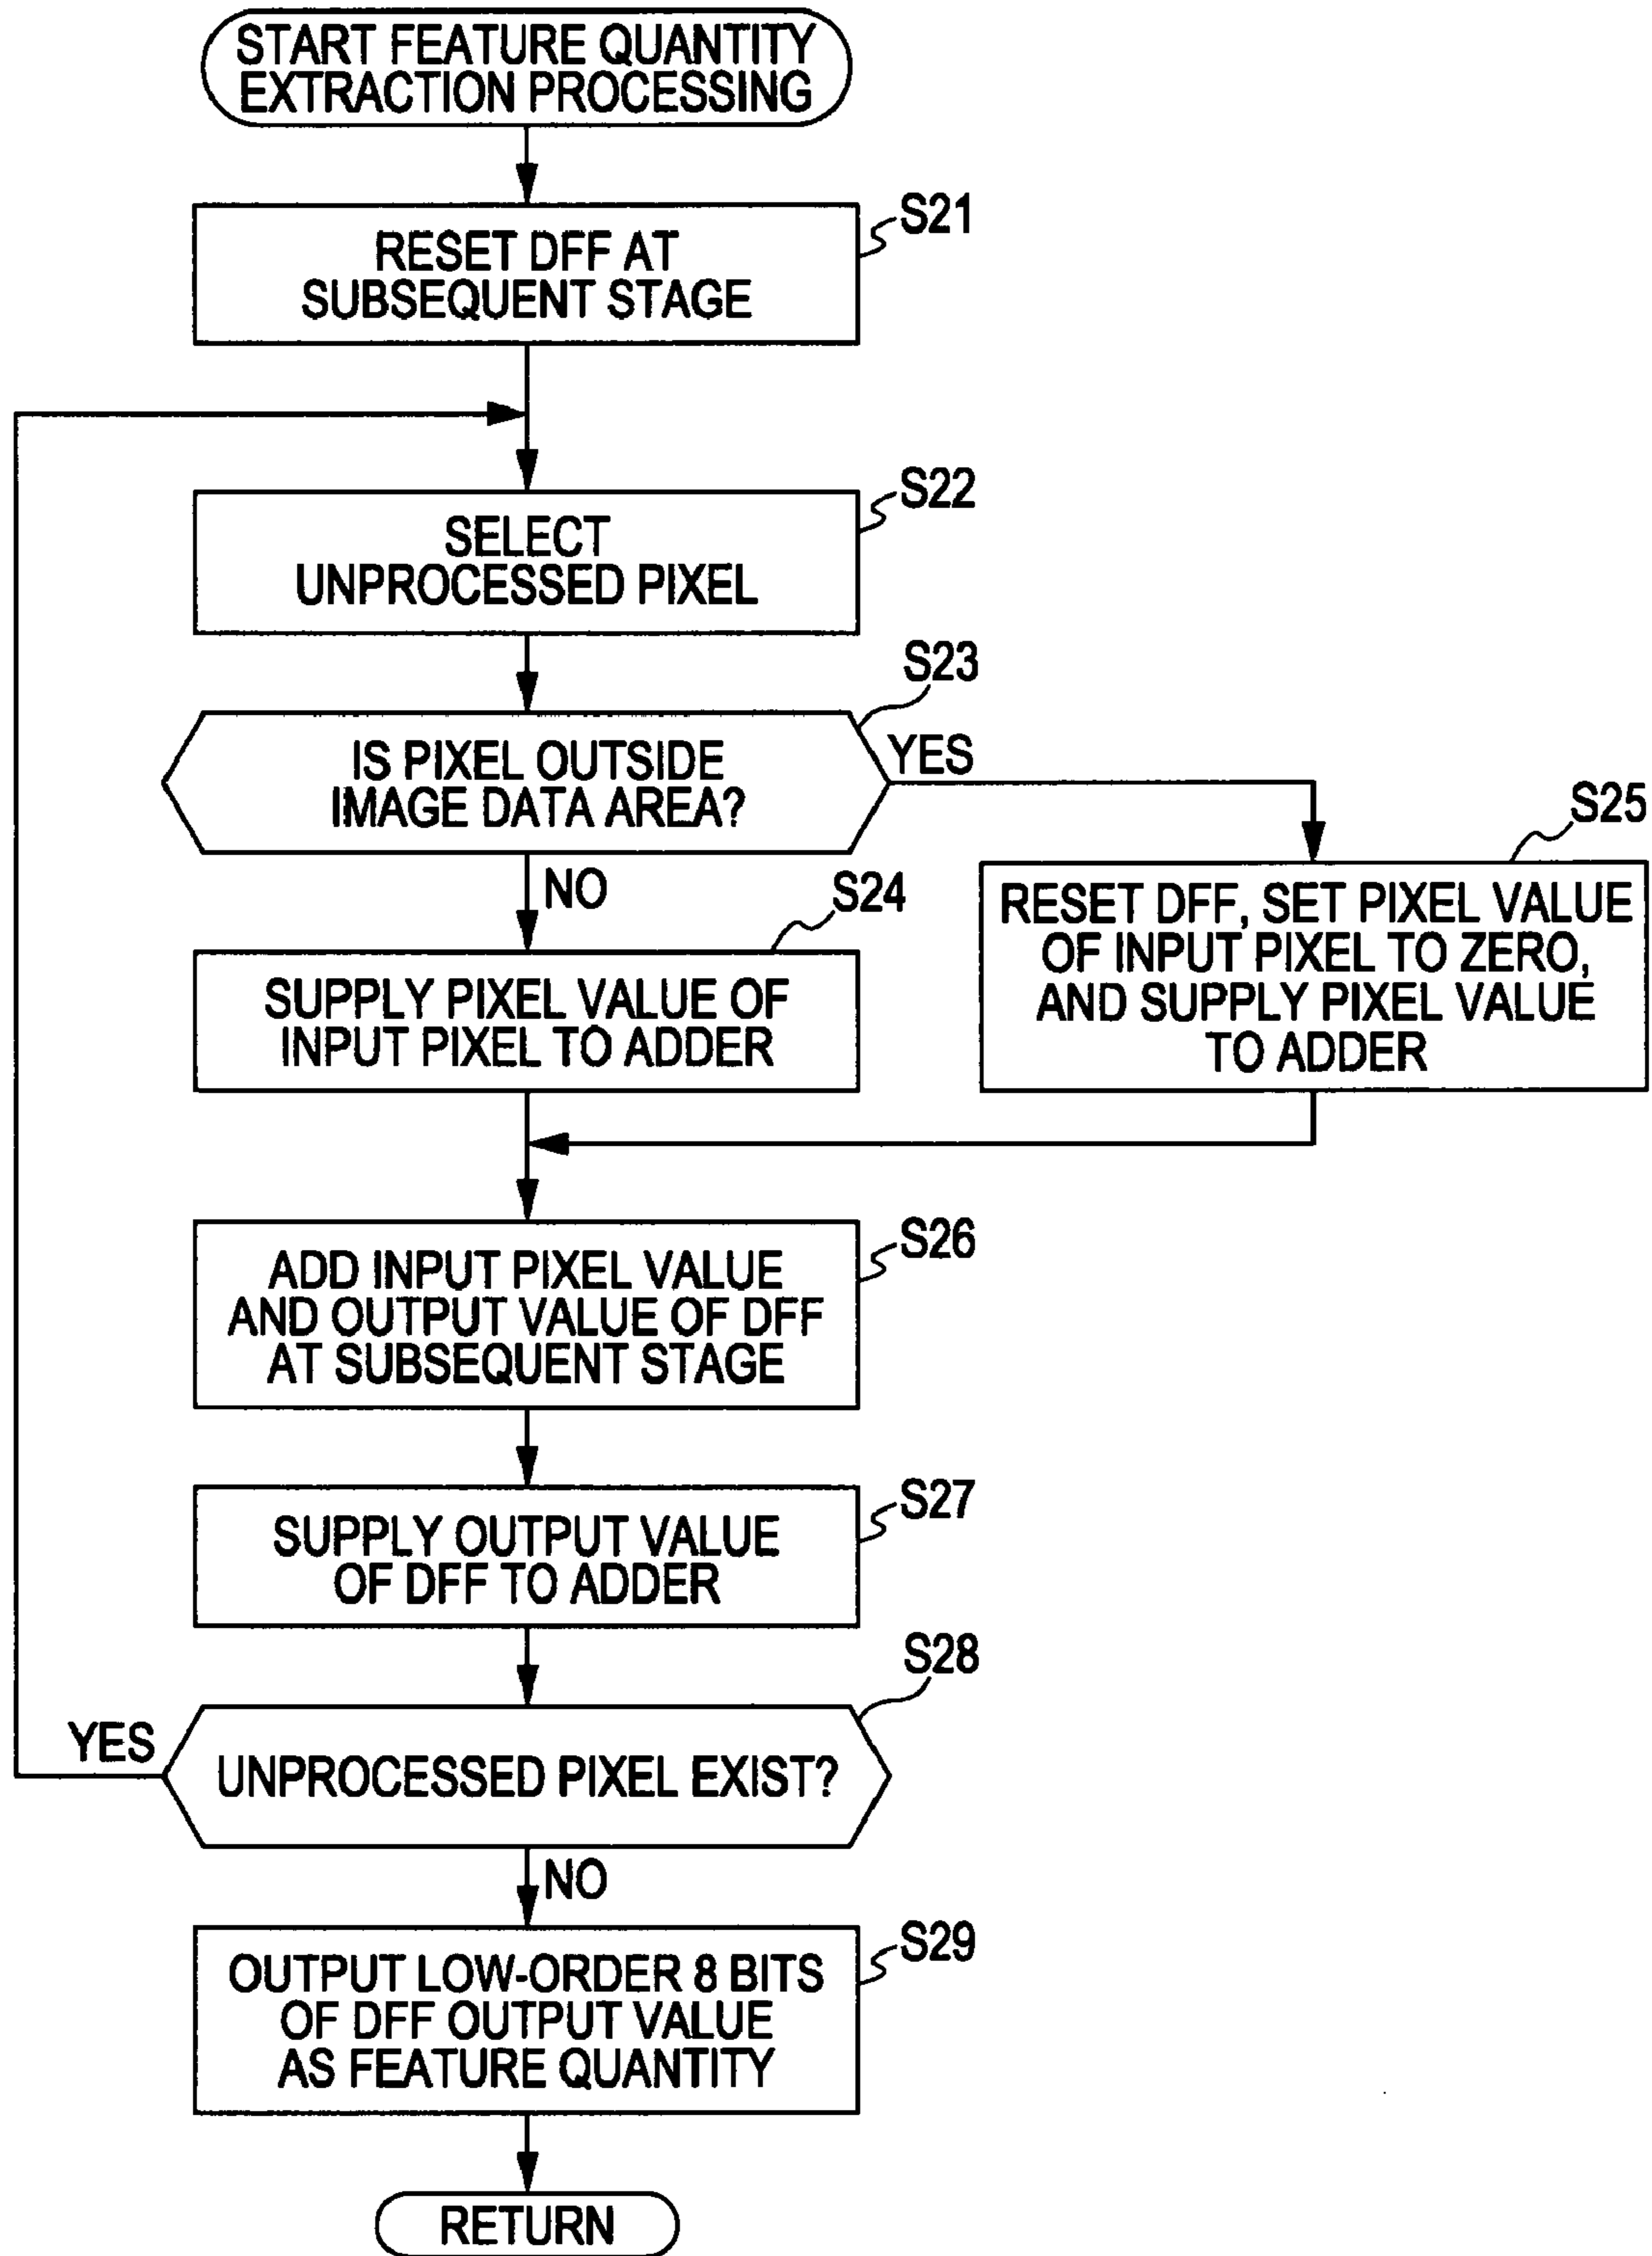 START FEATURE QUANTITY
EXTRACTION PROCESSING
S21
RESET DFF AT
SUBSEQUENT STAGE
S22
SELECT
UNPROCESSED PIXEL
S23
IS PIXEL OUTSIDE
IMAGE DATA AREA?
YES
NO
S24
SUPPLY PIXEL VALUE OF
INPUT PIXEL TO ADDER
S25
RESET DFF, SET PIXEL VALUE
OF INPUT PIXEL TO ZERO,
AND SUPPLY PIXEL VALUE
TO ADDER
S26
ADD INPUT PIXEL VALUE
AND OUTPUT VALUE OF DFF
AT SUBSEQUENT STAGE
S27
SUPPLY OUTPUT VALUE
OF DFF TO ADDER
S28
YES
UNPROCESSED PIXEL EXIST?
NO
S29
OUTPUT LOW-ORDER 8 BITS
OF DFF OUTPUT VALUE
AS FEATURE QUANTITY
RETURN